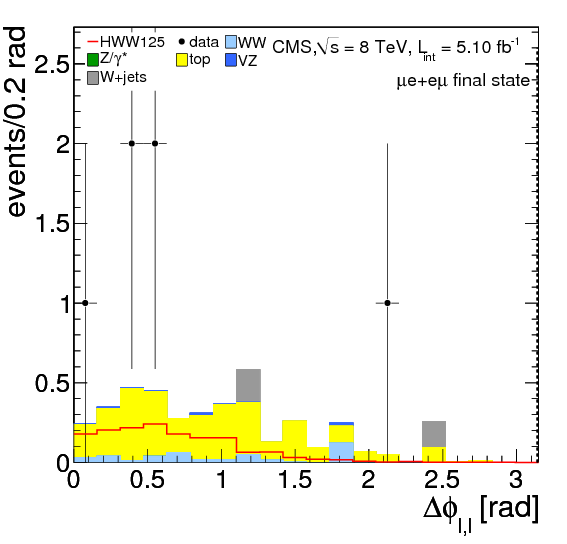 HWW125
data
WW
Z/γ*
top
VZ
W+jets
CMS,√s = 8 TeV, L_int = 5.10 fb⁻¹
μe+eμ final state
events/0.2 rad
2.5
2
1.5
1
0.5
0
0 0.5 1 1.5 2 2.5 3
Δϕ_l,l [rad]